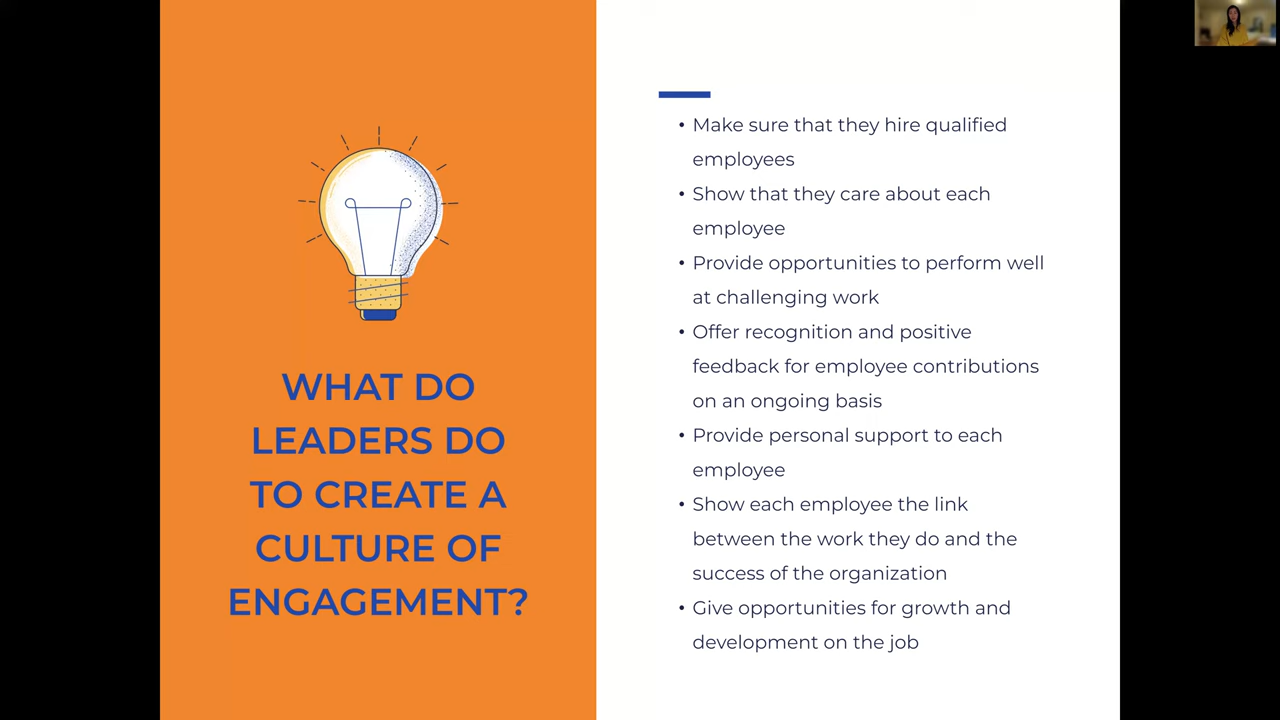 WHAT DO
LEADERS DO
TO CREATE A
CULTURE OF
ENGAGEMENT?
• Make sure that they hire qualified
employees
• Show that they care about each
employee
• Provide opportunities to perform well
at challenging work
• Offer recognition and positive
feedback for employee contributions
on an ongoing basis
• Provide personal support to each
employee
• Show each employee the link
between the work they do and the
success of the organization
• Give opportunities for growth and
development on the job